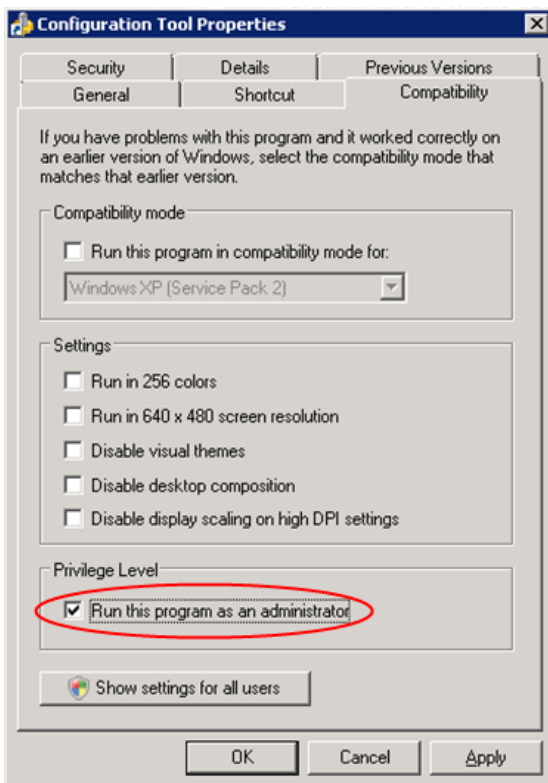 Configuration Tool Properties
Security Details Previous Versions
General Shortcut Compatibility
If you have problems with this program and it worked correctly on
an earlier version of Windows, select the compatibility mode that
matches that earlier version.
Compatibility mode
Run this program in compatibility mode for:
Windows XP (Service Pack 2)
Settings
Run in 256 colors
Run in 640 x 480 screen resolution
Disable visual themes
Disable desktop composition
Disable display scaling on high DPI settings
Privilege Level
Run this program as an administrator
Show settings for all users
OK Cancel Apply